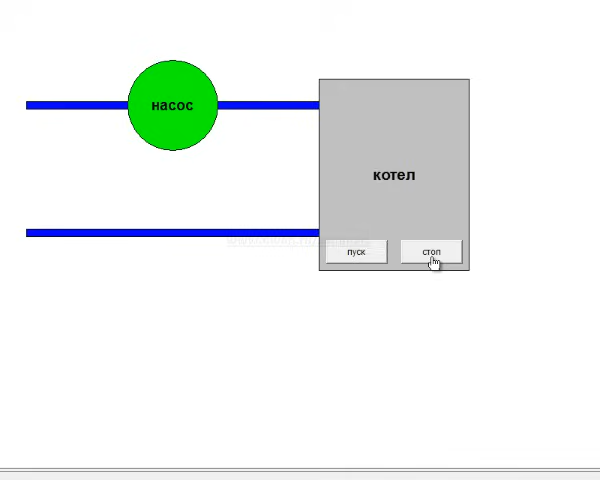 насос
котел
пуск
стоп